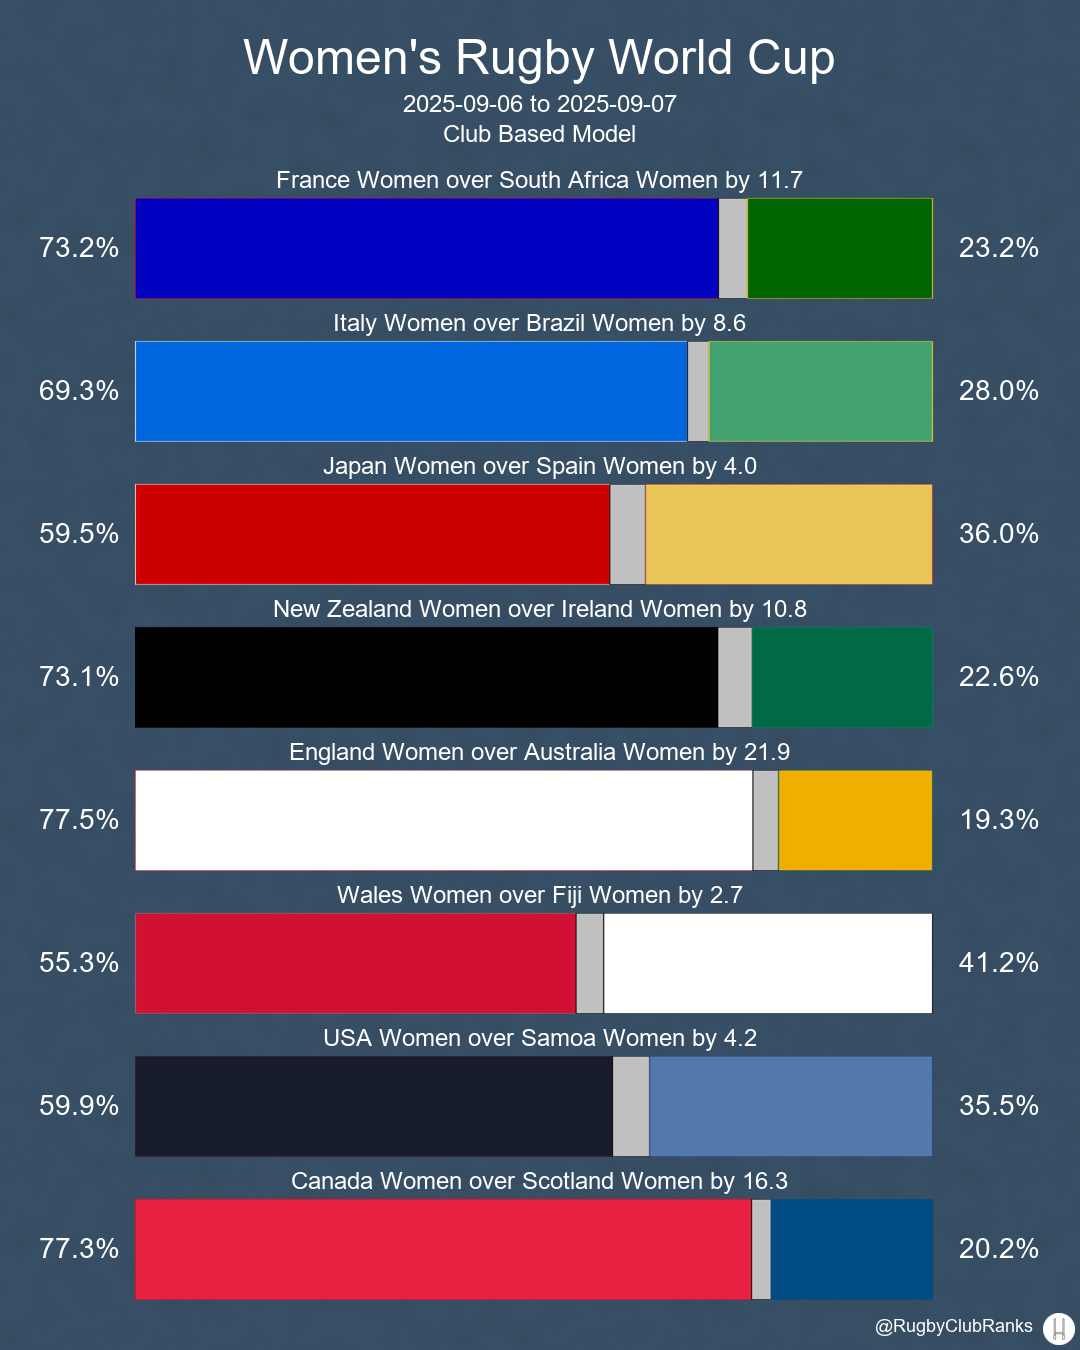 Women's Rugby World Cup
2025-09-06 to 2025-09-07
Club Based Model
France Women over South Africa Women by 11.7
73.2% 23.2%
Italy Women over Brazil Women by 8.6
69.3% 28.0%
Japan Women over Spain Women by 4.0
59.5% 36.0%
New Zealand Women over Ireland Women by 10.8
73.1% 22.6%
England Women over Australia Women by 21.9
77.5% 19.3%
Wales Women over Fiji Women by 2.7
55.3% 41.2%
USA Women over Samoa Women by 4.2
59.9% 35.5%
Canada Women over Scotland Women by 16.3
77.3% 20.2%
@RugbyClubRanks